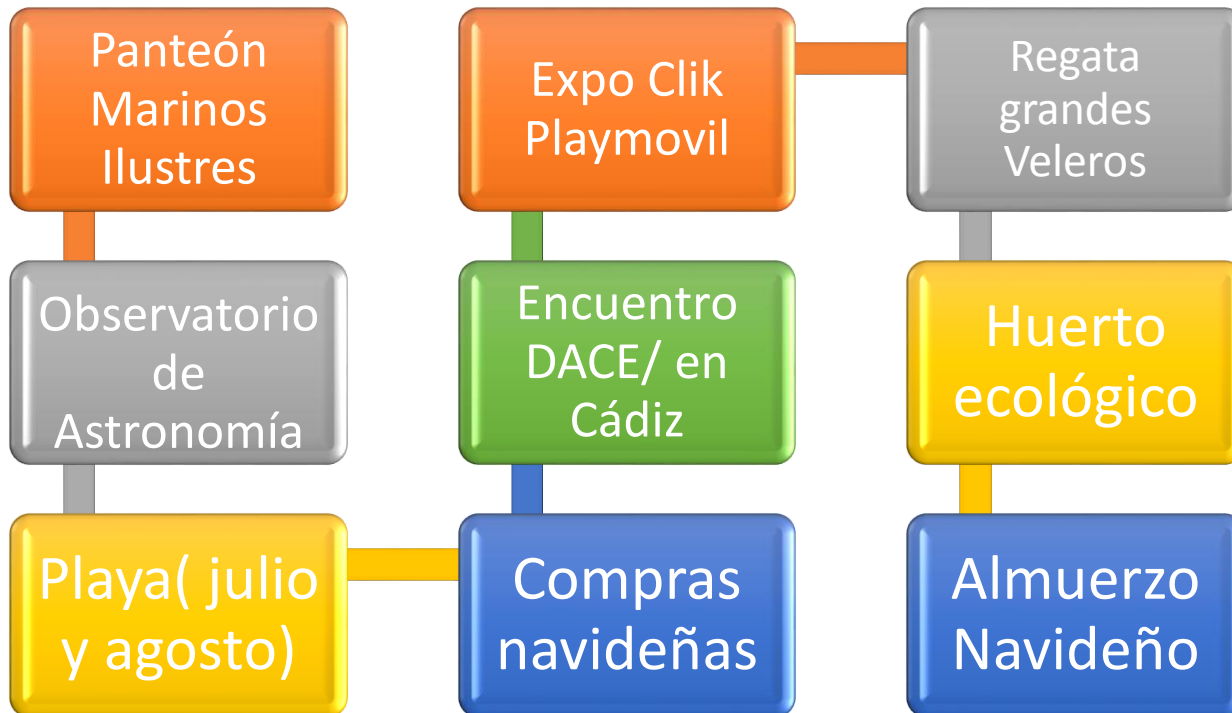 Panteón
Marinos
Ilustres
Observatorio
de
Astronomía
Playa( julio
y agosto)
Compras
navideñas
Encuentro
DACE/ en
Cádiz
Expo Clik
Playmovil
Regata
grandes
Veleros
Huerto
ecológico
Almuerzo
Navideño